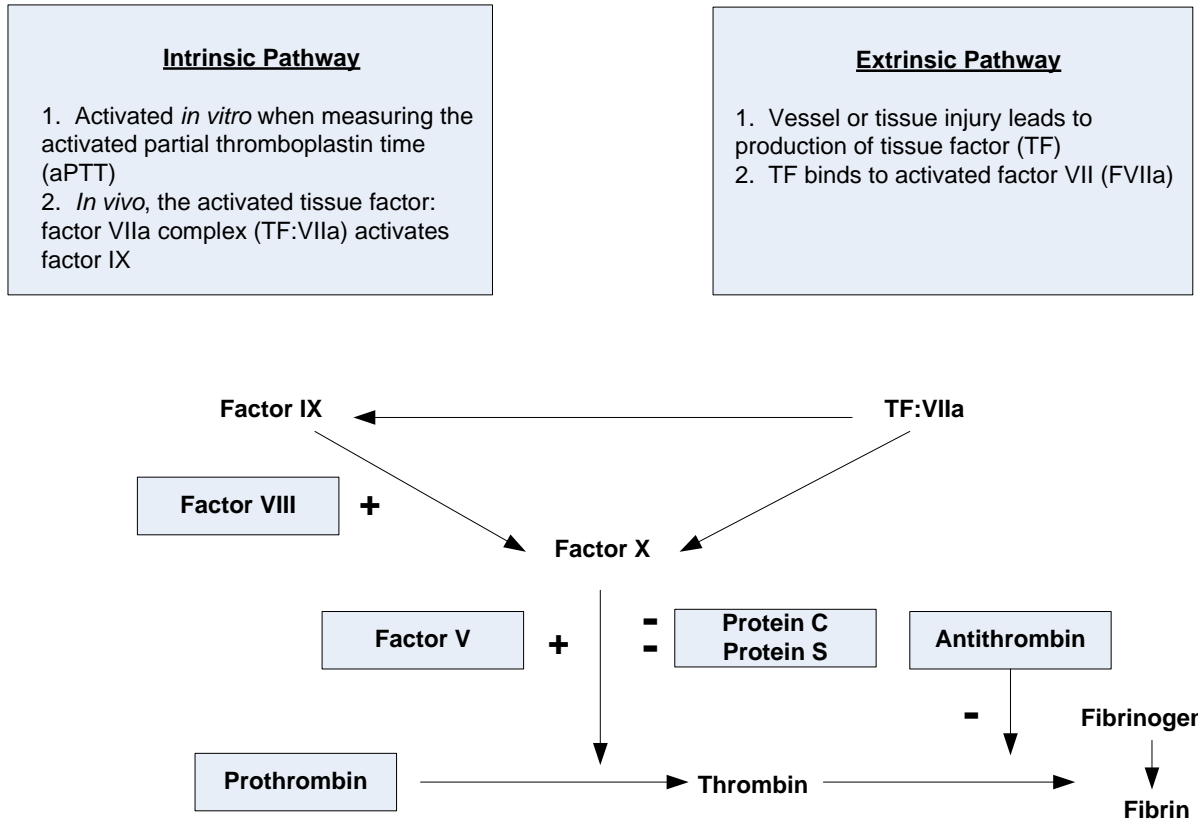 Intrinsic Pathway
1. Activated in vitro when measuring the
activated partial thromboplastin time
(aPTT)
2. In vivo, the activated tissue factor:
factor VIIa complex (TF:VIIa) activates
factor IX
Extrinsic Pathway
1. Vessel or tissue injury leads to
production of tissue factor (TF)
2. TF binds to activated factor VII (FVIIa)
Factor IX
TF:VIIa
Factor VIII
+
Factor X
Factor V
+
-
-
Protein C
Protein S
Antithrombin
-
Fibrinogen
Prothrombin
Thrombin
Fibrin